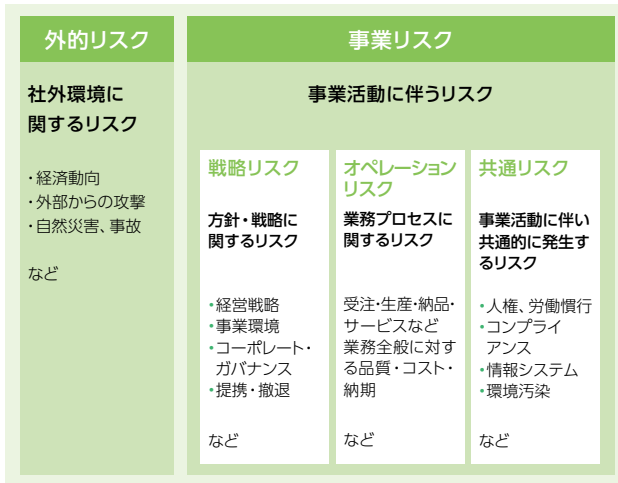 外的リスク
社外環境に
関するリスク
・経済動向
・外部からの攻撃
・自然災害、事故
など
事業リスク
事業活動に伴うリスク
戦略リスク
方針・戦略に
関するリスク
・経営戦略
・事業環境
・コーポレート・
ガバナンス
・提携・撤退
など
オペレーション
リスク
業務プロセスに
関するリスク
受注・生産・納品・
サービスなど
業務全般に対す
る品質・コスト・
納期
など
共通リスク
事業活動に伴い
共通的に発生す
るリスク
・人権、労働慣行
・コンプライ
アンス
・情報システム
・環境汚染
など